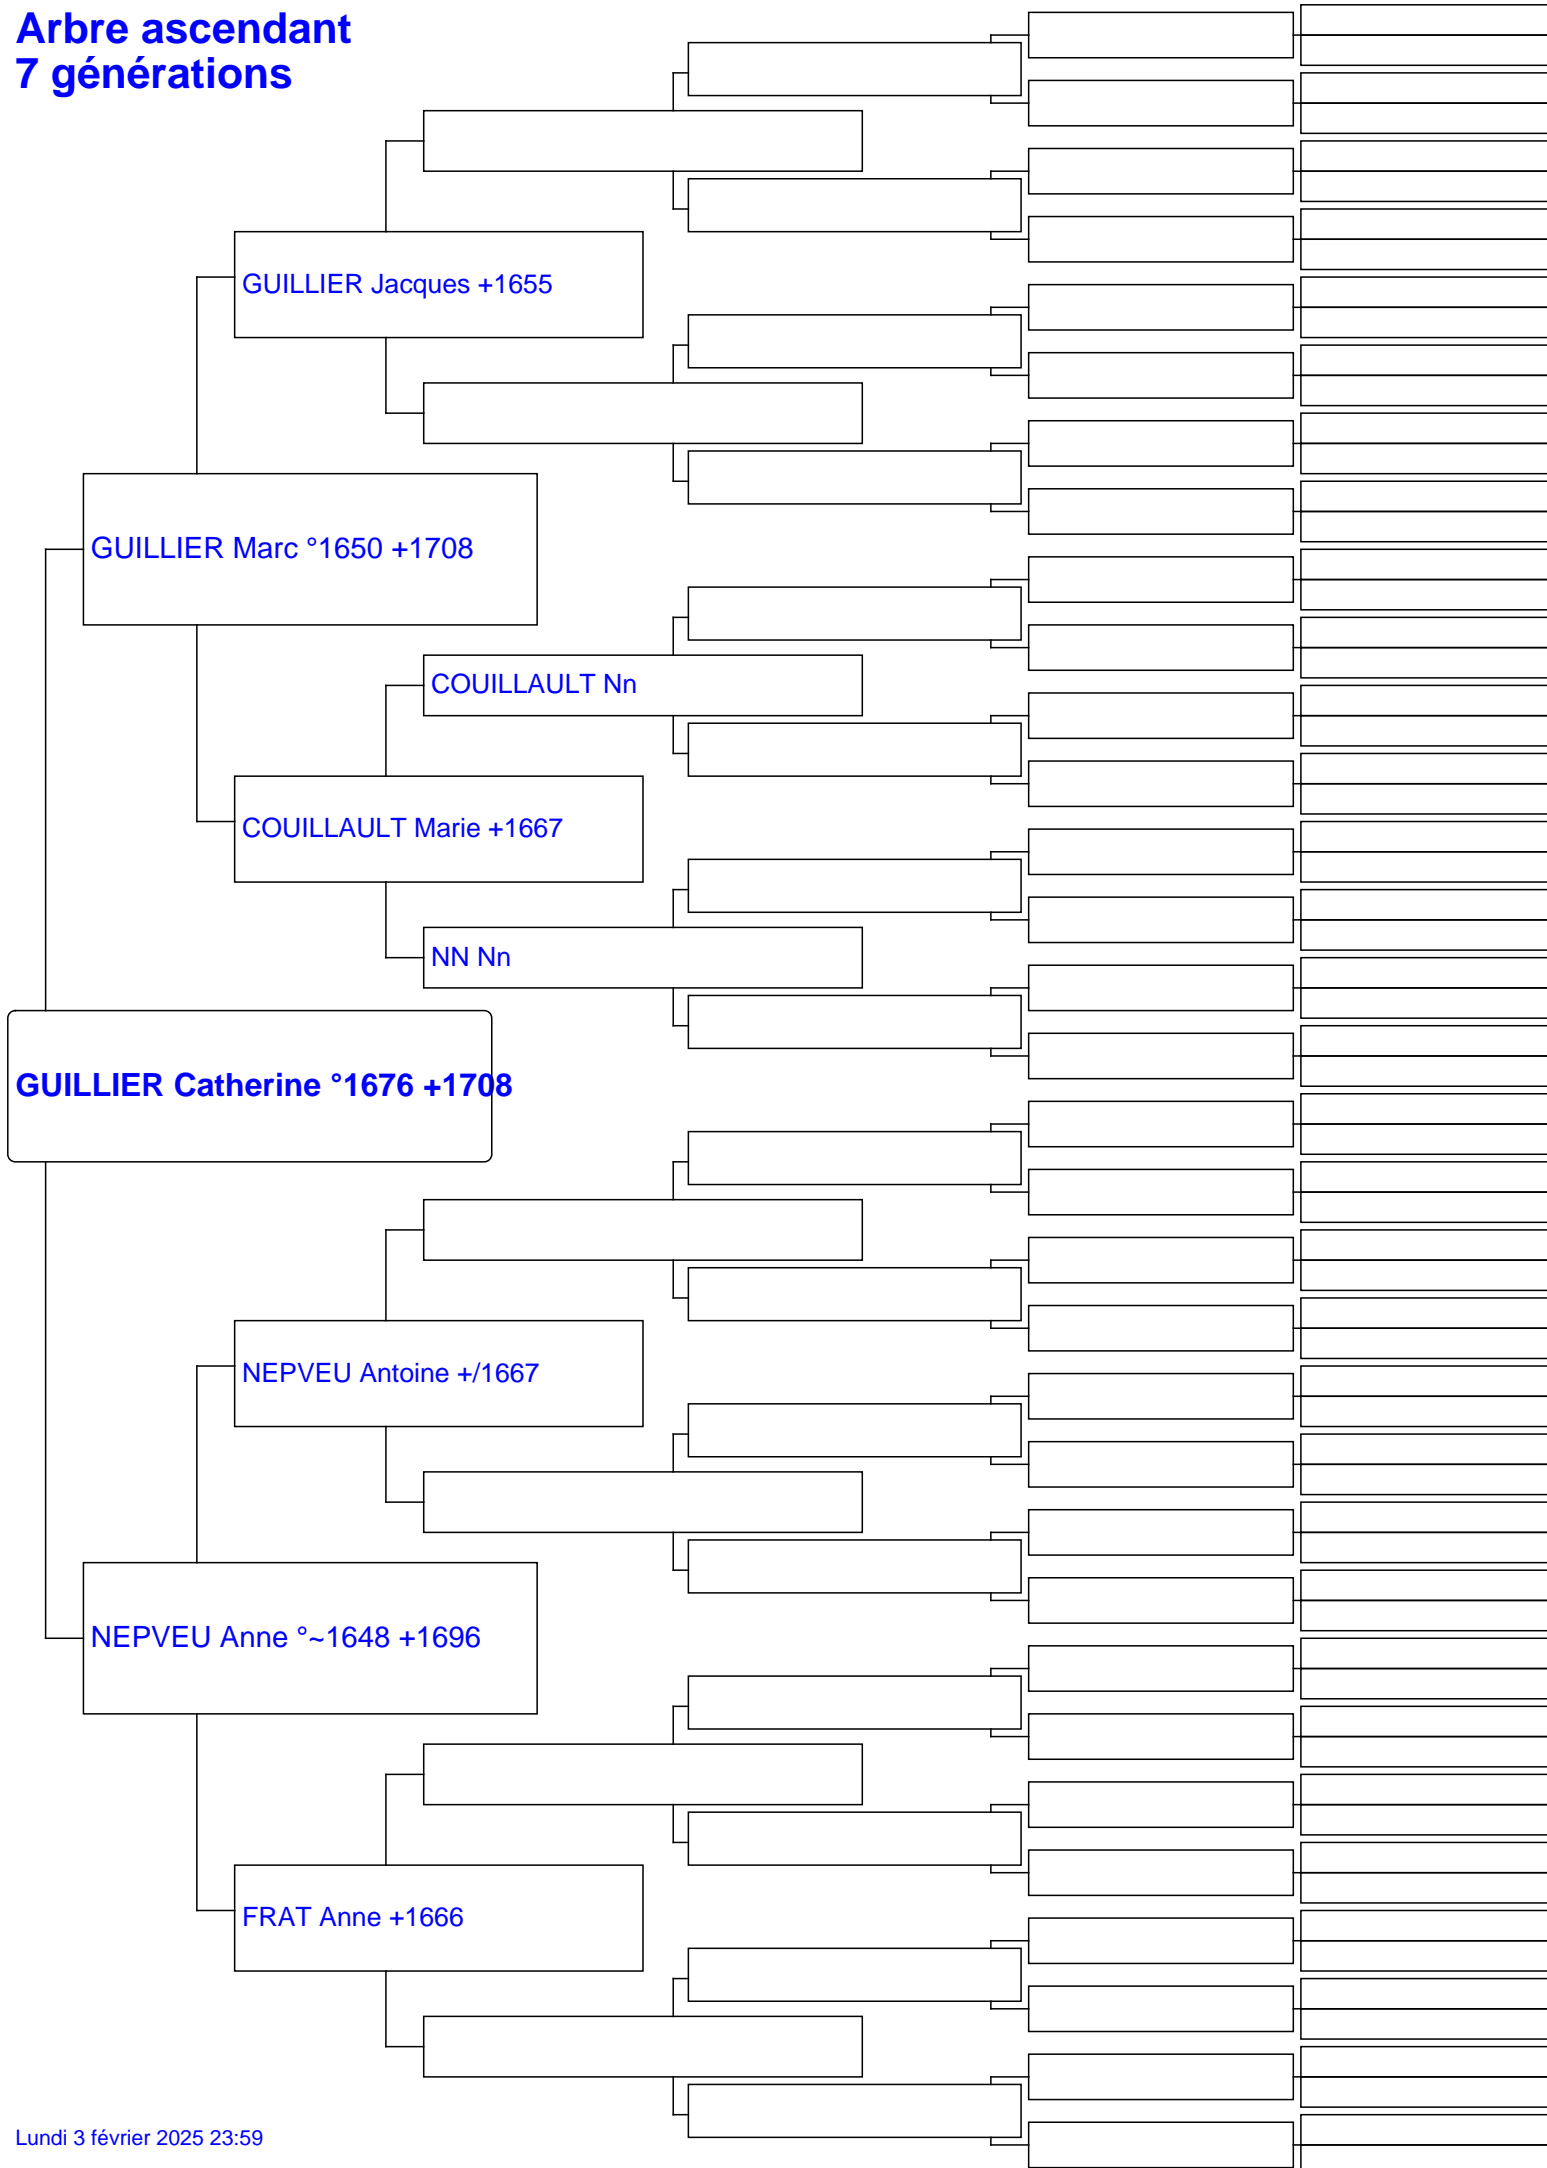 Arbre ascendant
7 générations
GUILLIER Jacques +1655
GUILLIER Marc °1650 +1708
COUILLAULT Nn
COUILLAULT Marie +1667
NN Nn
GUILLIER Catherine °1676 +1708
NEPVEU Antoine +/1667
NEPVEU Anne °~1648 +1696
FRAT Anne +1666
Lundi 3 février 2025 23:59